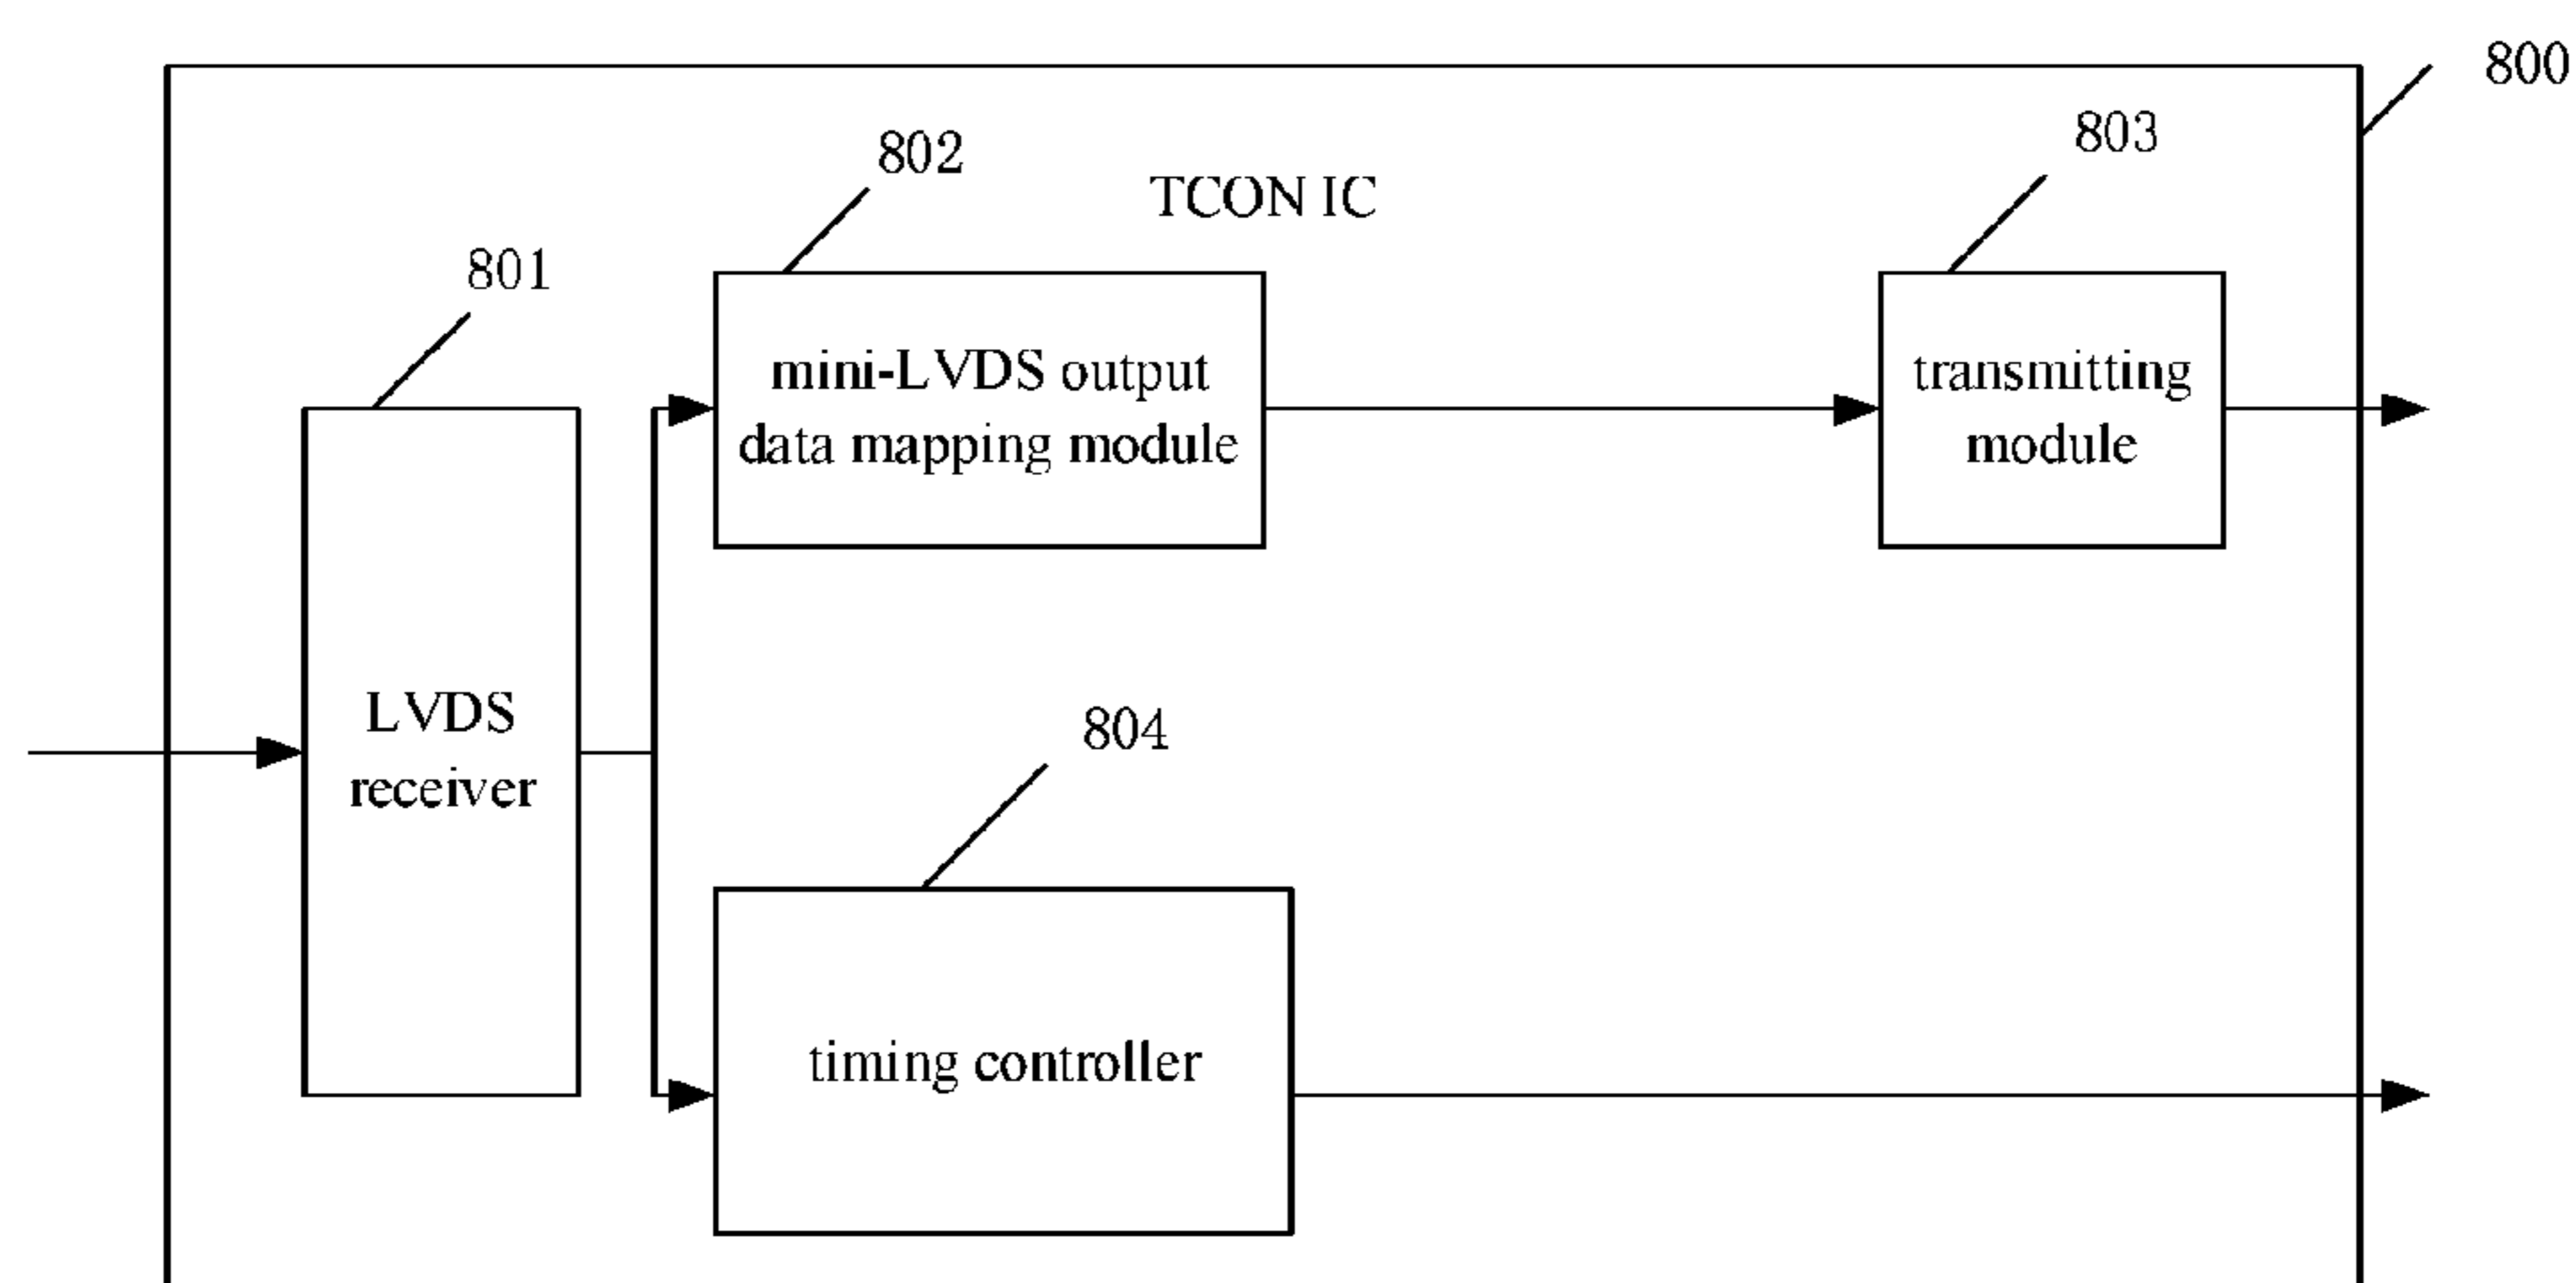 800
803
802
TCON IC
801
mini-LVDS output
data mapping module
transmitting
module
LVDS
receiver
804
timing controller